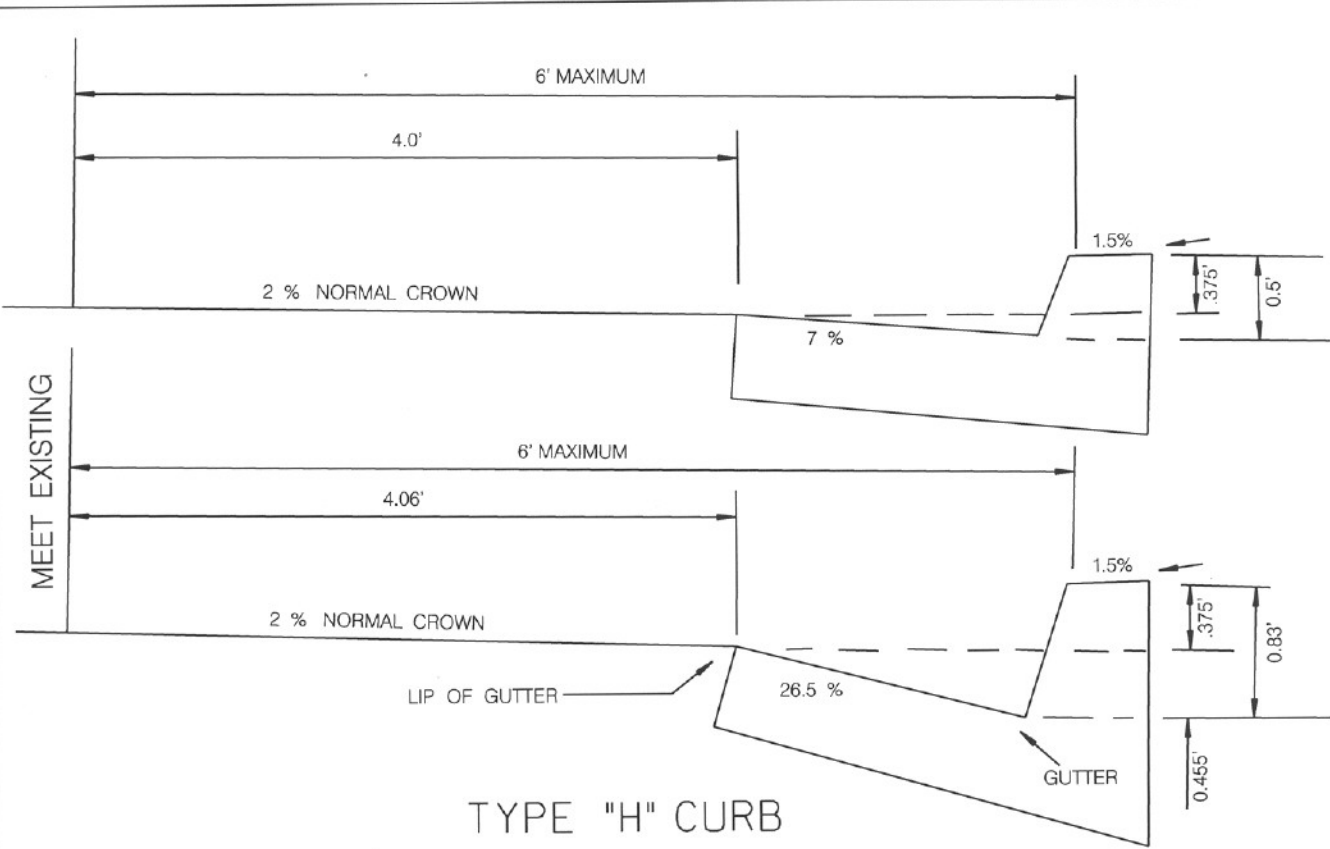 6' MAXIMUM
4.0'
1.5%
2 % NORMAL CROWN
7 %
.375'
0.5'
MEET EXISTING
6' MAXIMUM
4.06'
1.5%
2 % NORMAL CROWN
.375'
0.83'
LIP OF GUTTER
26.5 %
GUTTER
0.455'
TYPE "H" CURB